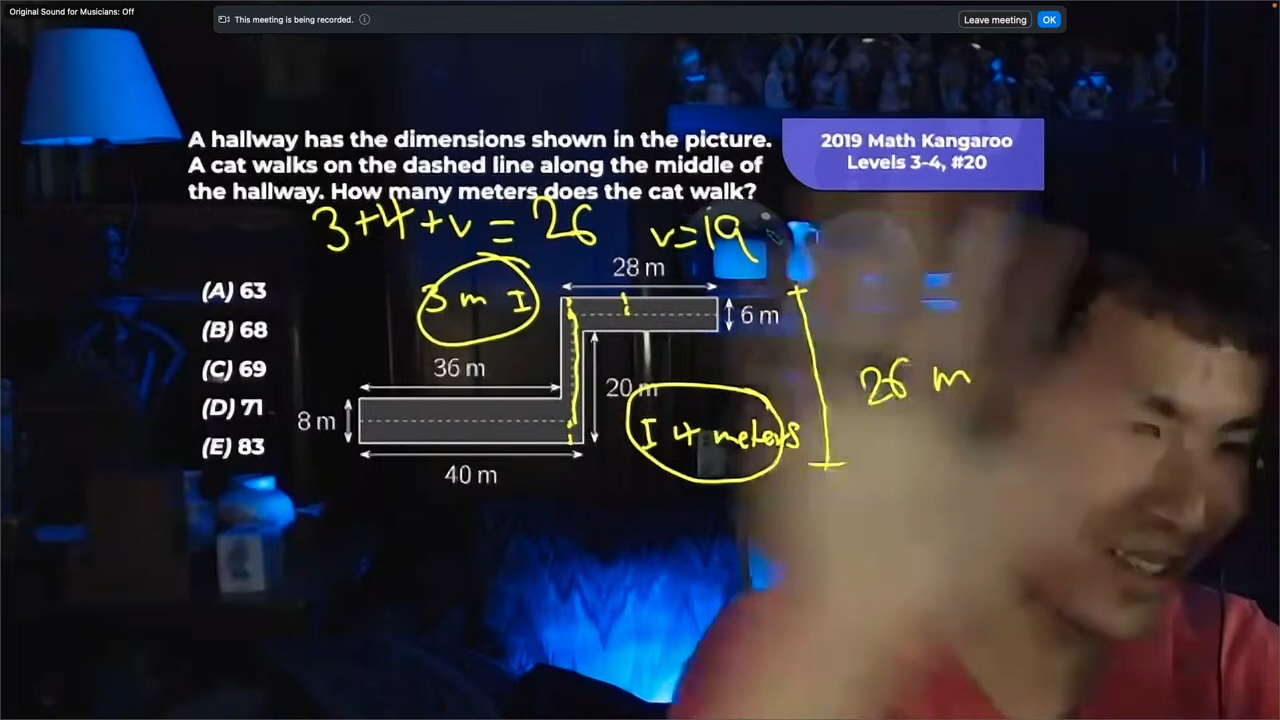 Original Sound for Musicians: Off
This meeting is being recorded.
Leave meeting
OK
A hallway has the dimensions shown in the picture.
A cat walks on the dashed line along the middle of
the hallway. How many meters does the cat walk?
2019 Math Kangaroo
Levels 3-4, #20
3+4+v = 26
v=19
(A) 63
(B) 68
(C) 69
(D) 71
(E) 83
3 m I
28 m
6 m
36 m
20 m
26 m
8 m
I 4 meters
40 m